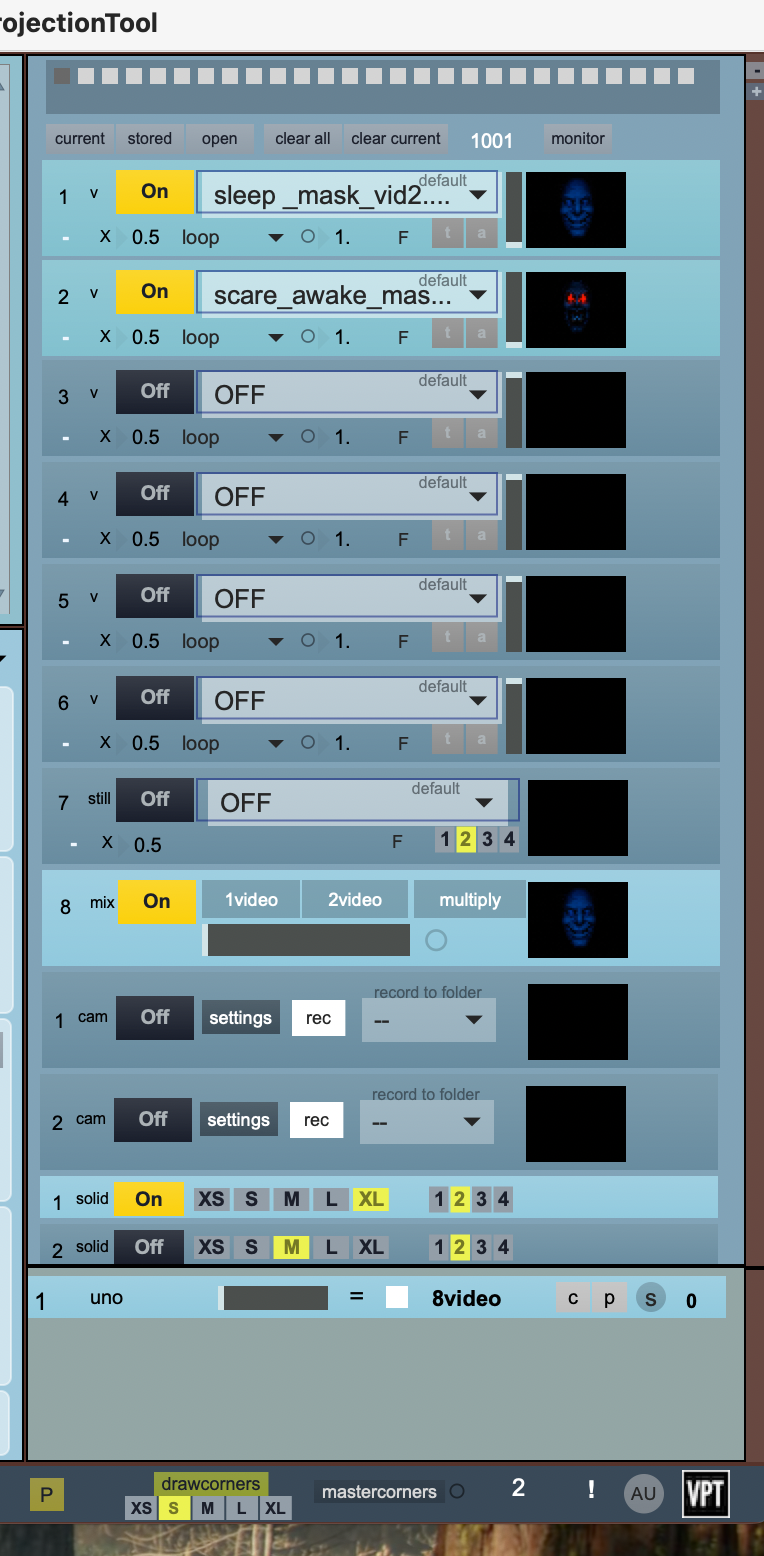 rojectionTool
-
+
current stored open clear all clear current 1001 monitor
1 v On sleep _mask_vid2.... default
- X 0.5 loop 1. F t a
2 v On scare_awake_mas... default
- X 0.5 loop 1. F t a
3 v Off OFF default
- X 0.5 loop 1. F t a
4 v Off OFF default
- X 0.5 loop 1. F t a
5 v Off OFF default
- X 0.5 loop 1. F t a
6 v Off OFF default
- X 0.5 loop 1. F t a
7 still Off OFF default
- X 0.5 F 1 2 3 4
8 mix On 1video 2video multiply
record to folder
1 cam Off settings rec --
record to folder
2 cam Off settings rec --
1 solid On XS S M L XL 1 2 3 4
2 solid Off XS S M L XL 1 2 3 4
1 uno = 8video c p S 0
P drawcorners mastercorners 2 ! AU VPT
XS S M L XL